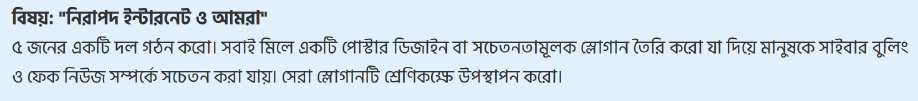 বিষয়: "নিরাপদ ইন্টারনেট ও আমরা"
৫ জনের একটি দল গঠন করো। সবাই মিলে একটি পোস্টার ডিজাইন বা সচেতনতামূলক স্লোগান তৈরি করো যা দিয়ে মানুষকে সাইবার বুলিং
ও ফেক নিউজ সম্পর্কে সচেতন করা যায়। সেরা স্লোগানটি শ্রেণিকক্ষে উপস্থাপন করো।